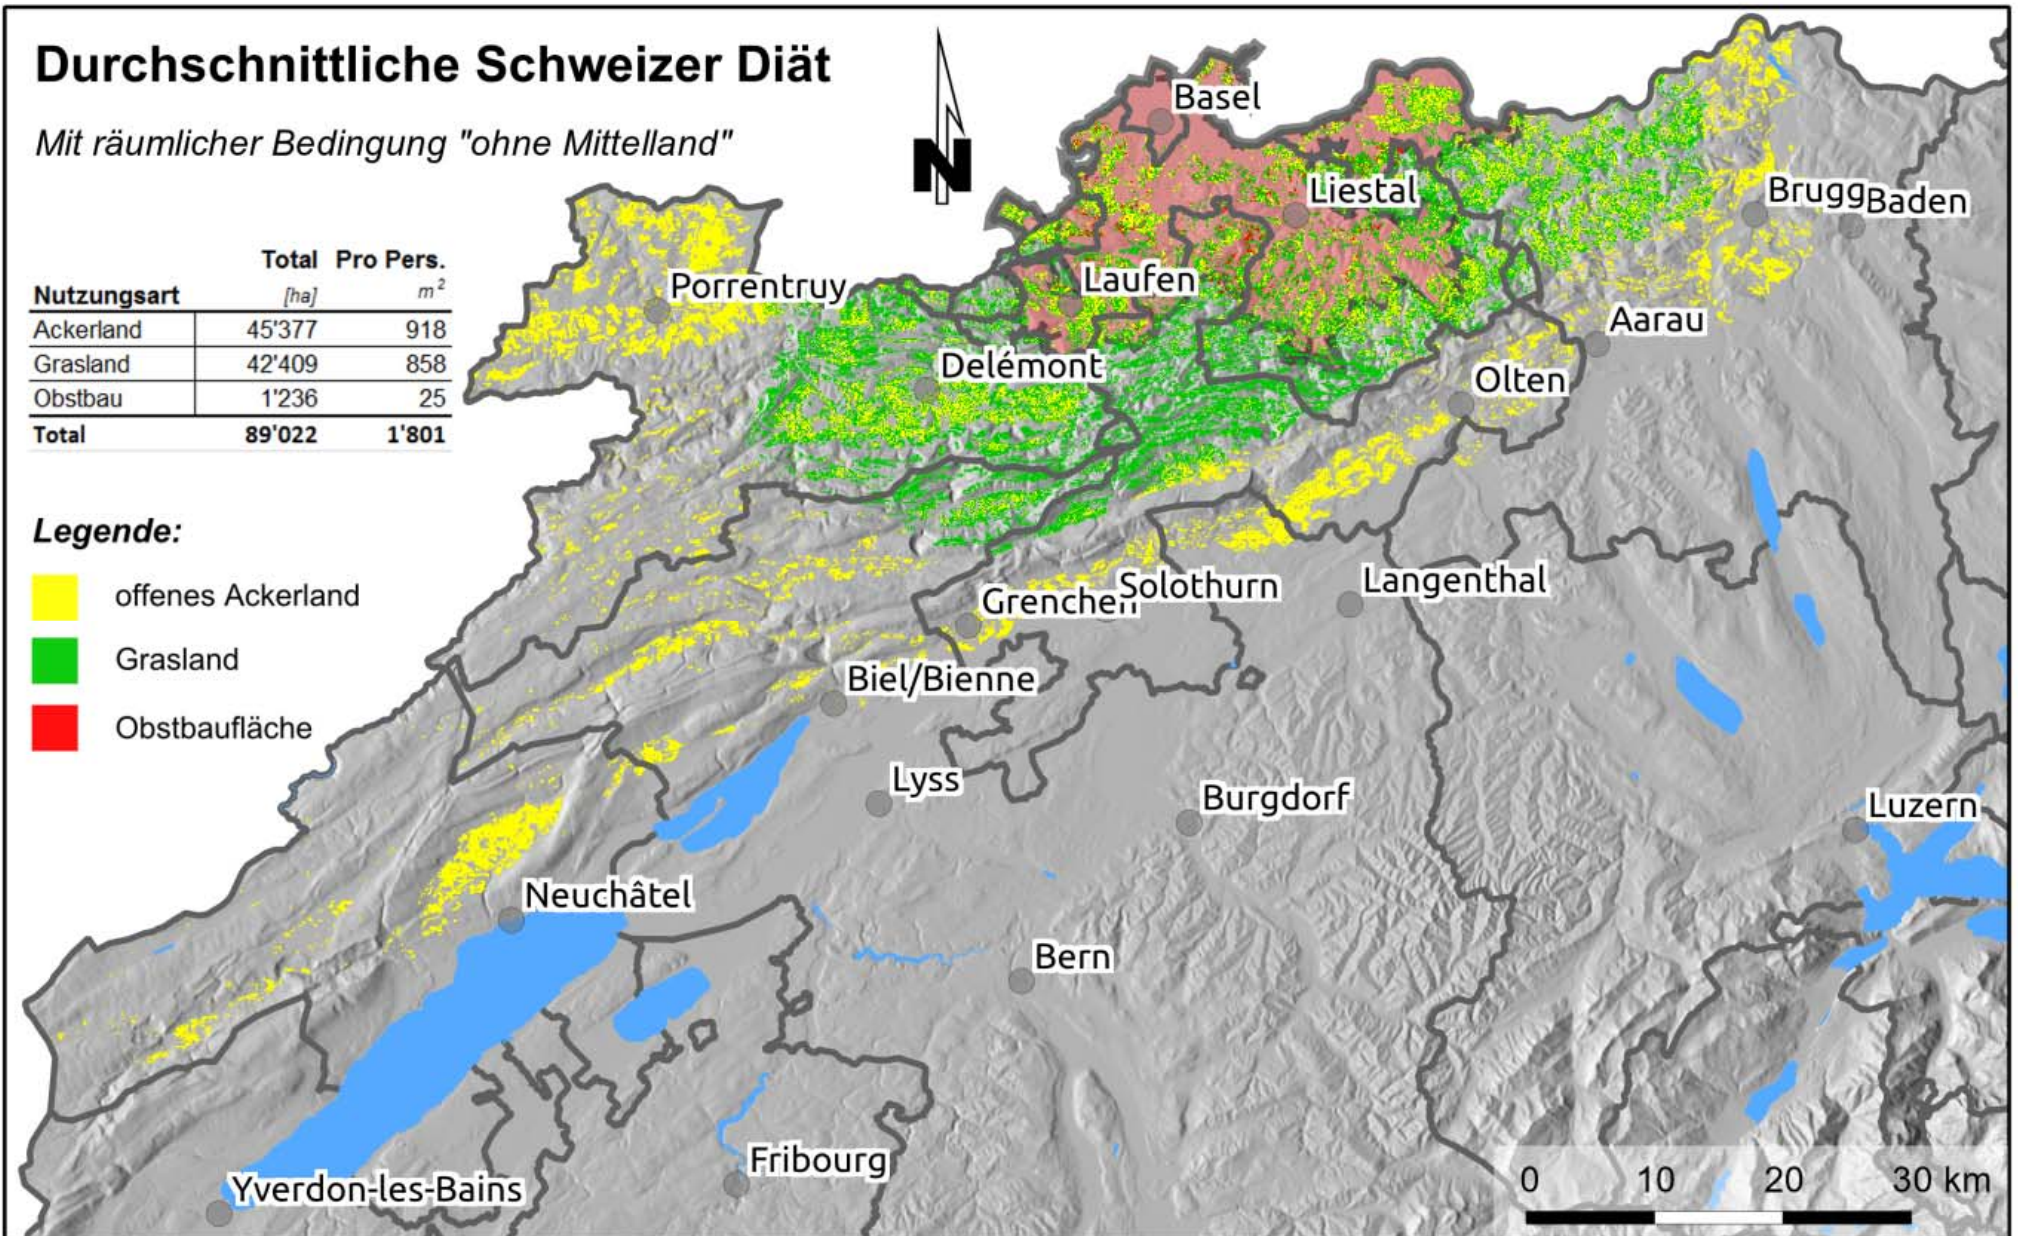 Durchschnittliche Schweizer Diät
Mit räumlicher Bedingung "ohne Mittelland"
N
Total Pro Pers.
Nutzungsart [ha] m²
Ackerland 45'377 918
Grasland 42'409 858
Obstbau 1'236 25
Total 89'022 1'801
Legende:
offenes Ackerland
Grasland
Obstbaufläche
Basel
Liestal
Brugg
Baden
Laufen
Porrentruy
Aarau
Delémont
Olten
Langenthal
Solothurn
Grenchen
Biel/Bienne
Lyss
Burgdorf
Luzern
Neuchâtel
Bern
Fribourg
Yverdon-les-Bains
0 10 20 30 km